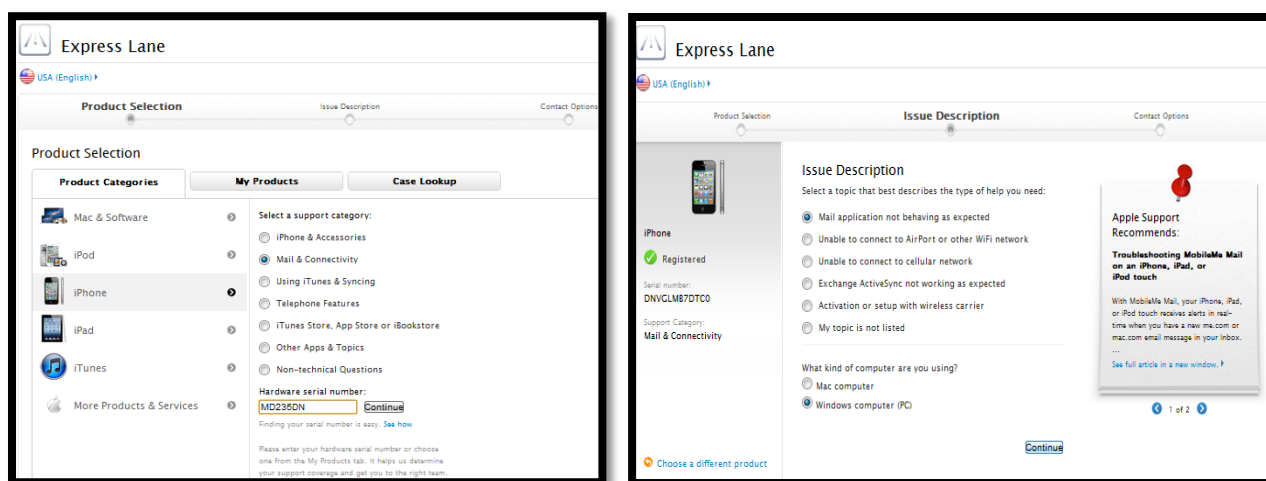 Express Lane
USA (English)
Product Selection
Issue Description
Contact Options
Product Selection
Product Categories
My Products
Case Lookup
Mac & Software
iPod
iPhone
iPad
iTunes
More Products & Services
Select a support category:
iPhone & Accessories
Mail & Connectivity
Using iTunes & Syncing
Telephone Features
iTunes Store, App Store or iBookstore
Other Apps & Topics
Non-technical Questions
Hardware serial number:
MD235DN
Continue
Finding your serial number is easy. See how
Please enter your hardware serial number or choose
one from the My Products tab. It helps us determine
your support coverage and get you to the right team.
Express Lane
USA (English)
Product Selection
Issue Description
Contact Options
iPhone
Registered
Serial number:
DNVGLMB7DTC0
Support Category:
Mail & Connectivity
Choose a different product
Issue Description
Select a topic that best describes the type of help you need:
Mail application not behaving as expected
Unable to connect to AirPort or other WiFi network
Unable to connect to cellular network
Exchange ActiveSync not working as expected
Activation or setup with wireless carrier
My topic is not listed
What kind of computer are you using?
Mac computer
Windows computer (PC)
Continue
Apple Support
Recommends:
Troubleshooting MobileMe Mail
on an iPhone, iPad, or
iPod touch
With MobileMe Mail, your iPhone, iPad,
or iPod touch receives alerts in real-
time when you have a new me.com or
mac.com email message in your Inbox.
...
See full article in a new window.
1 of 2